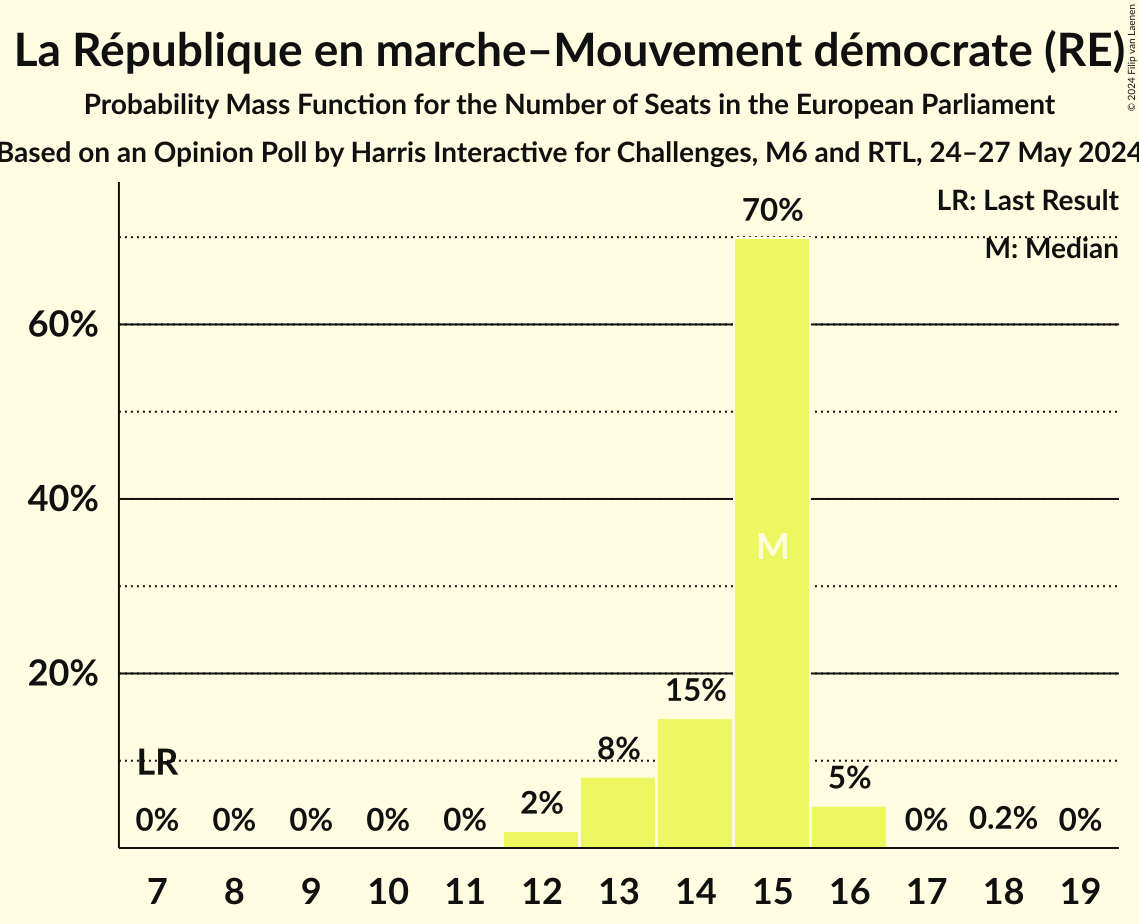 La République en marche–Mouvement démocrate (RE)
Probability Mass Function for the Number of Seats in the European Parliament
Based on an Opinion Poll by Harris Interactive for Challenges, M6 and RTL, 24–27 May 2024
© 2024 Filip van Laenen
LR: Last Result
M: Median
70%
60%
40%
M
20%
15%
8%
LR
5%
2%
0% 0% 0% 0% 0% 0% 0.2% 0%
7 8 9 10 11 12 13 14 15 16 17 18 19